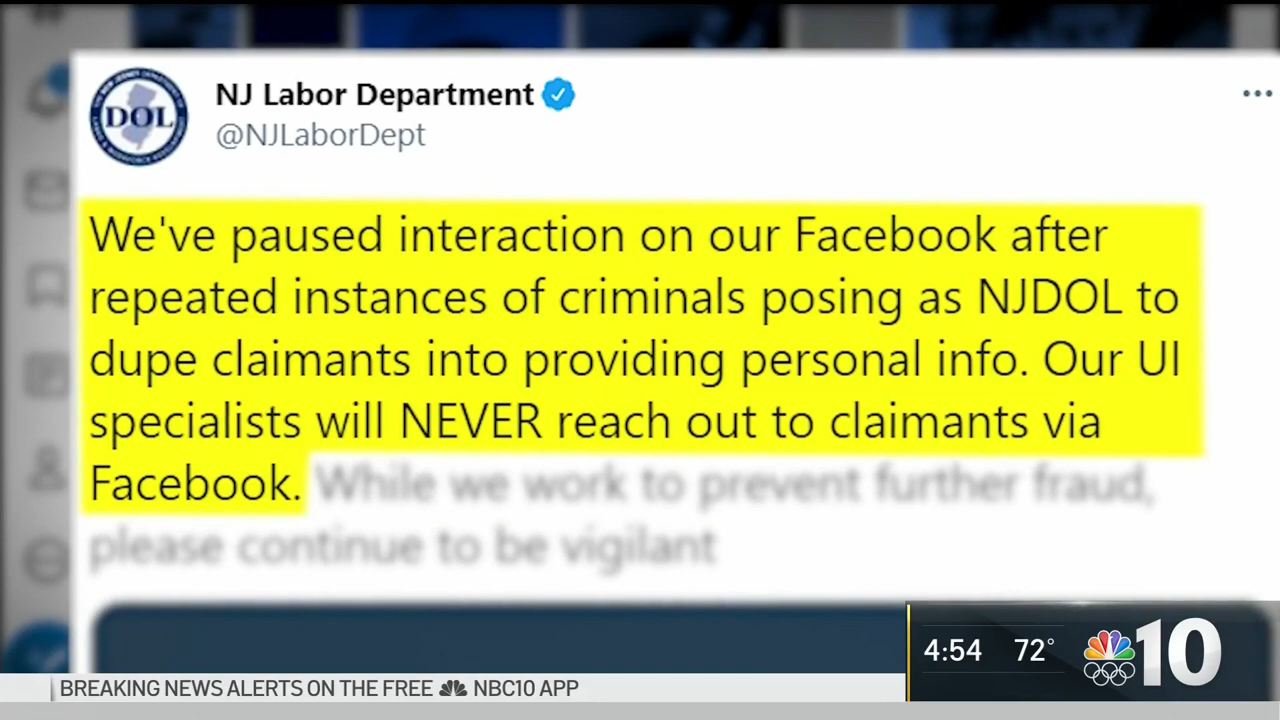 NJ Labor Department
@NJLaborDept
DOL
We've paused interaction on our Facebook after
repeated instances of criminals posing as NJDOL to
dupe claimants into providing personal info. Our UI
specialists will NEVER reach out to claimants via
Facebook. While we work to prevent further fraud,
please continue to be vigilant
4:54 72° 10
BREAKING NEWS ALERTS ON THE FREE NBC10 APP